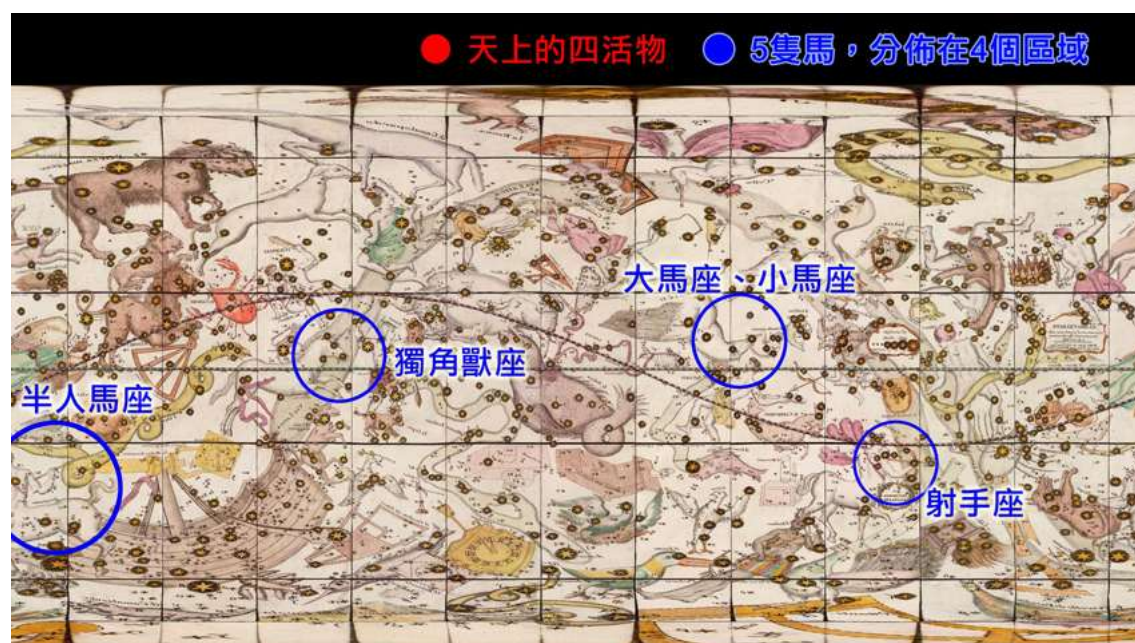 天上的四活物
5隻馬，分佈在4個區域
大馬座、小馬座
獨角獸座
半人馬座
射手座